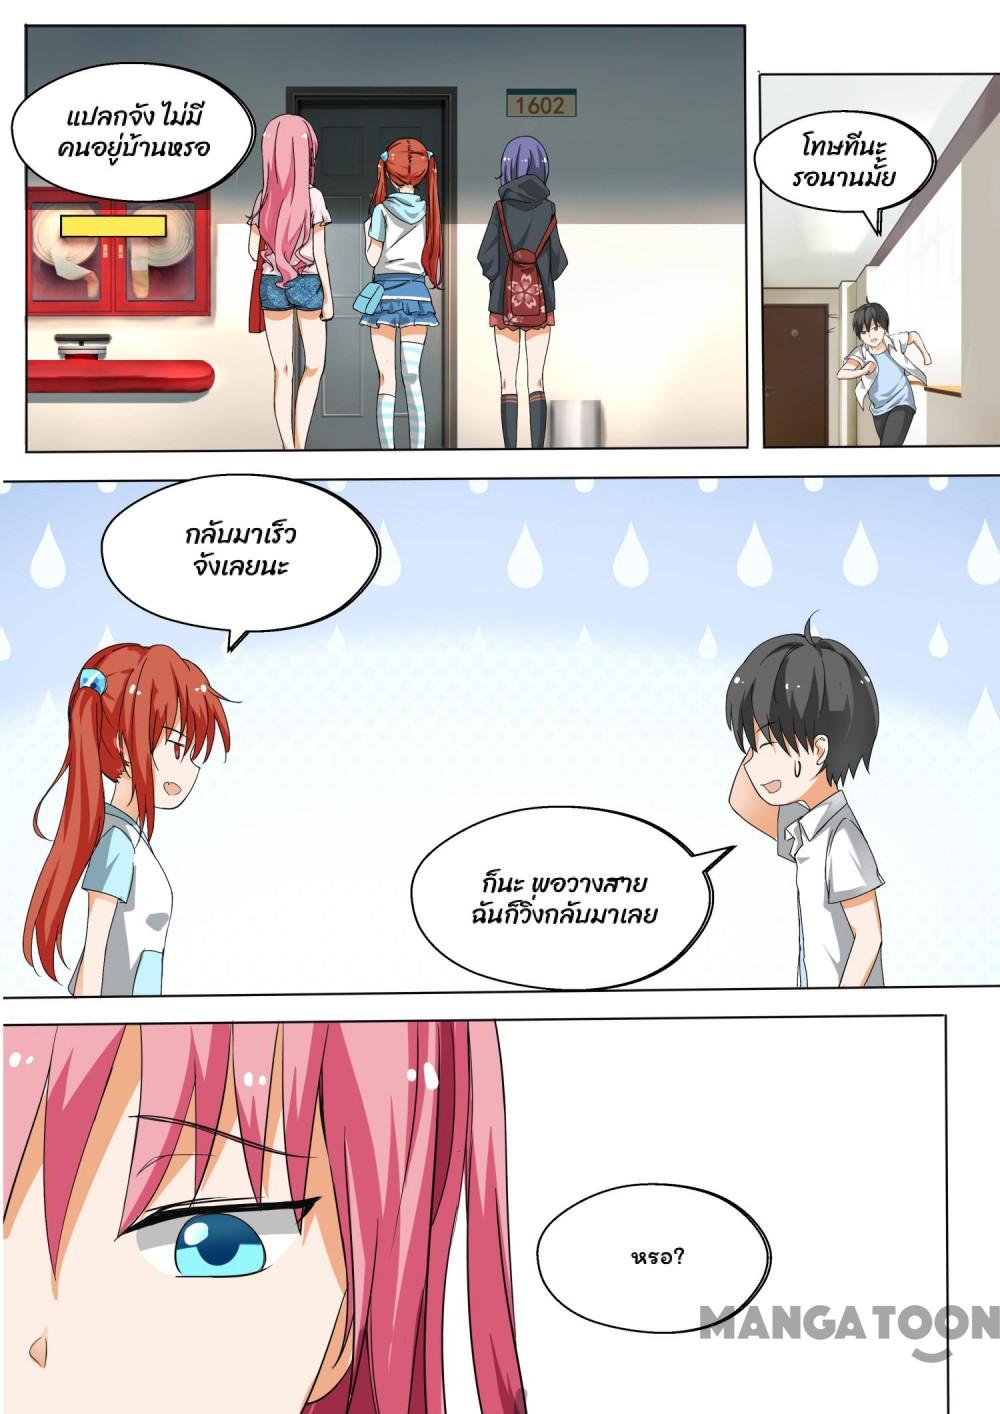 แปลกจัง ไม่มี
คนอยู่บ้านหรอ
1602
โทษทีนะ
รอนานมั้ย
กลับมาเร็ว
จังเลยนะ
ก็นะ พอวางสาย
ฉันก็วิ่งกลับมาเลย
หรอ?
MANGATOON